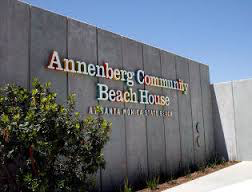 Annenberg Community
Beach House
AT SANTA MONICA STATE BEACH